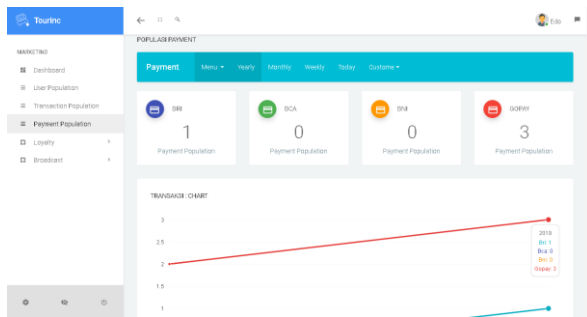 Tourinc
Edo
MARKETING
Dashboard
User Population
Transaction Population
Payment Population
Loyalty
Broadcast
POPULASI PAYMENT
Payment Menu Yearly Monthly Weekly Today Custome
BRI
1
Payment Population
BCA
0
Payment Population
BNI
0
Payment Population
GOPAY
3
Payment Population
TRANSAKSI : CHART
3
2.5
2
1.5
1
2019
Bri: 1
Bca: 0
Bni: 0
Gopay: 3